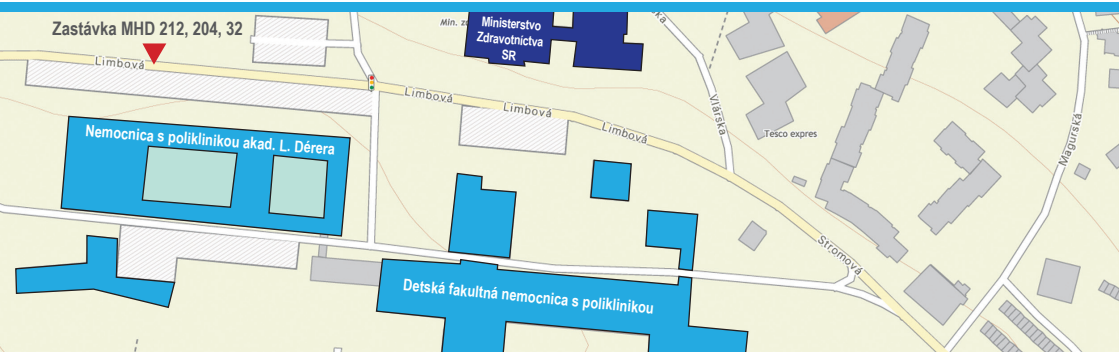 Zastávka MHD 212, 204, 32
Ministerstvo
Zdravotníctva
SR
Min.
Limbová
Limbová
Limbová
Limbová
Vlárska
Tesco expres
Magurská
Nemocnica s poliklinikou akad. L. Dérera
Stromová
Detská fakultná nemocnica s poliklinikou